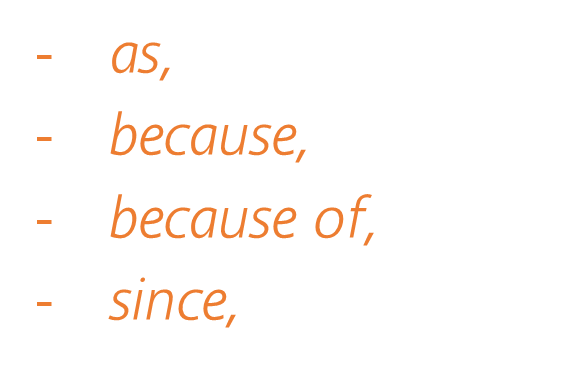 - as,
- because,
- because of,
- since,